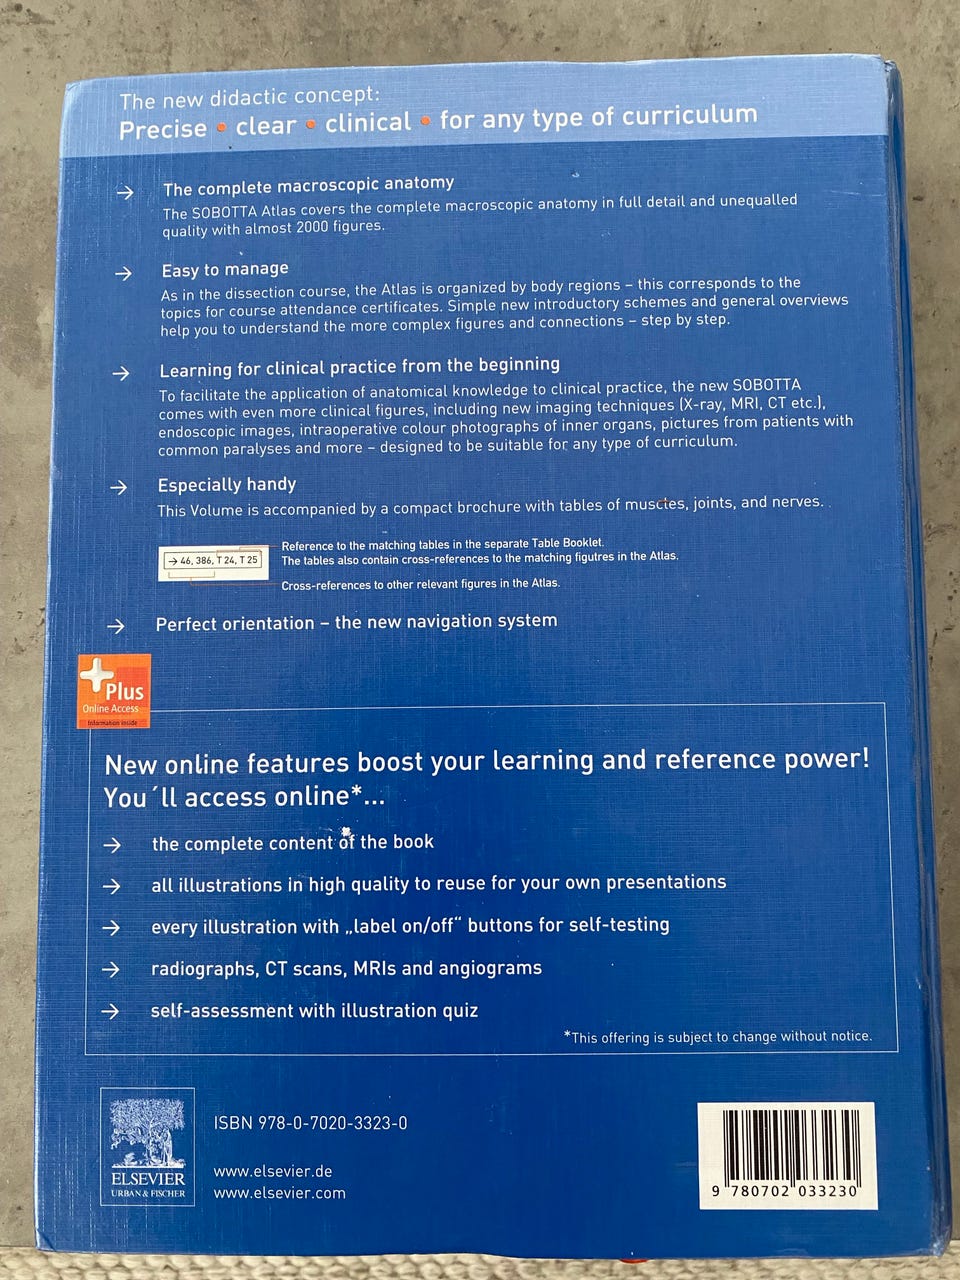 The new didactic concept:
Precise • clear • clinical • for any type of curriculum
→ The complete macroscopic anatomy
The SOBOTTA Atlas covers the complete macroscopic anatomy in full detail and unequalled
quality with almost 2000 figures.
→ Easy to manage
As in the dissection course, the Atlas is organized by body regions – this corresponds to the
topics for course attendance certificates. Simple new introductory schemes and general overviews
help you to understand the more complex figures and connections – step by step.
→ Learning for clinical practice from the beginning
To facilitate the application of anatomical knowledge to clinical practice, the new SOBOTTA
comes with even more clinical figures, including new imaging techniques (X-ray, MRI, CT etc.),
endoscopic images, intraoperative colour photographs of inner organs, pictures from patients with
common paralyses and more – designed to be suitable for any type of curriculum.
→ Especially handy
This Volume is accompanied by a compact brochure with tables of muscles, joints, and nerves.
Reference to the matching tables in the separate Table Booklet.
The tables also contain cross-references to the matching figutres in the Atlas.
→ 46, 386, T 24, T 25
Cross-references to other relevant figures in the Atlas.
→ Perfect orientation – the new navigation system
Plus
Online Access
Information inside
New online features boost your learning and reference power!
You´ll access online*...
→ the complete content of the book
→ all illustrations in high quality to reuse for your own presentations
→ every illustration with „label on/off“ buttons for self-testing
→ radiographs, CT scans, MRIs and angiograms
→ self-assessment with illustration quiz
*This offering is subject to change without notice.
ELSEVIER
URBAN & FISCHER
ISBN 978-0-7020-3323-0
www.elsevier.de
www.elsevier.com
9 780702 033230